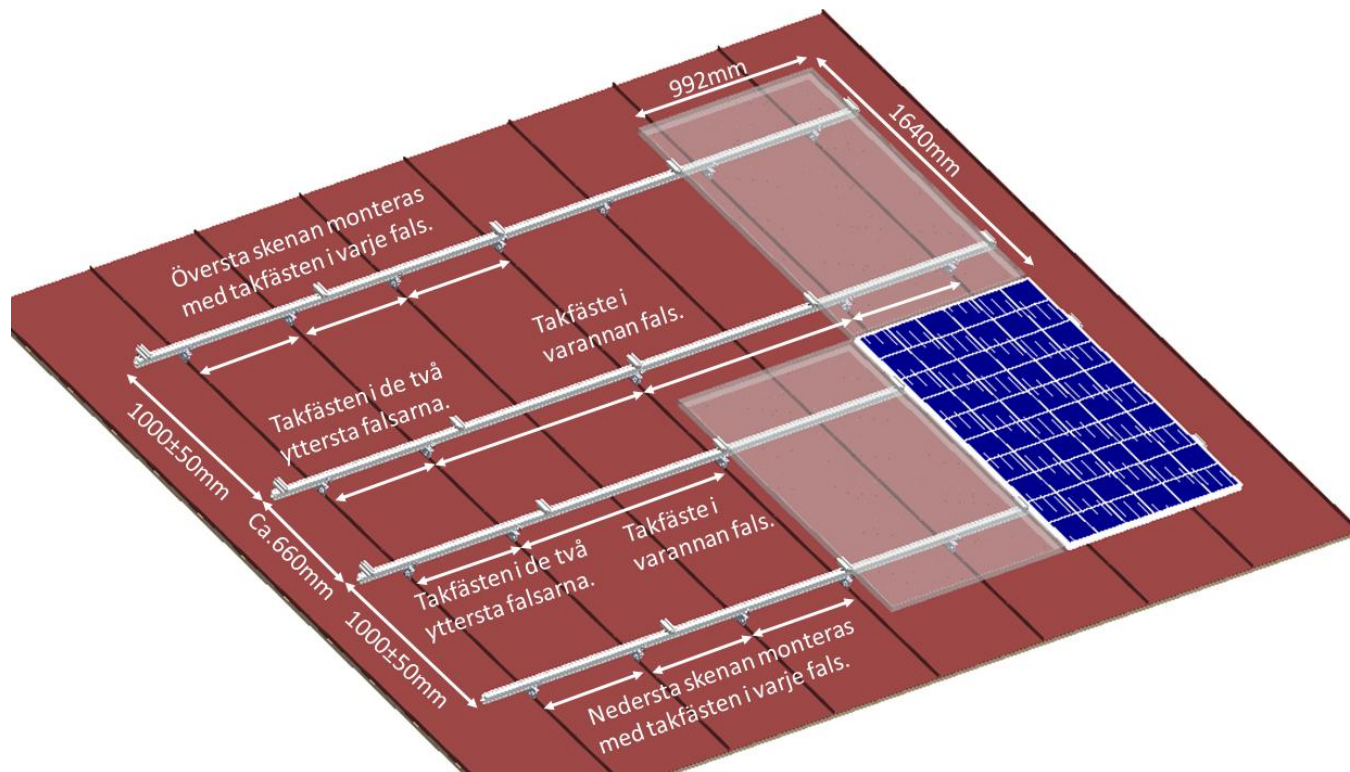 992mm
1640mm
Översta skenan monteras
med takfästen i varje fals.
Takfäste i
varannan fals.
Takfästen i de två
yttersta falsarna.
1000±50mm
Ca.660mm
1000±50mm
Takfäste i
varannan fals.
Takfästen i de två
yttersta falsarna.
Nedersta skenan monteras
med takfästen i varje fals.